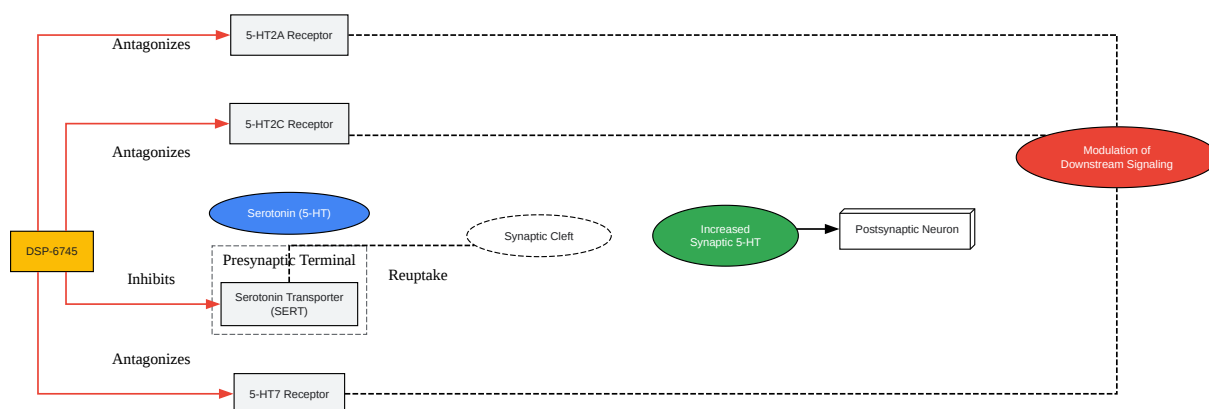 5-HT2A Receptor
Antagonizes
5-HT2C Receptor
Antagonizes
Modulation of
Downstream Signaling
Serotonin (5-HT)
Synaptic Cleft
Increased
Synaptic 5-HT
Postsynaptic Neuron
DSP-6745
Presynaptic Terminal
Inhibits
Reuptake
Serotonin Transporter
(SERT)
Antagonizes
5-HT7 Receptor